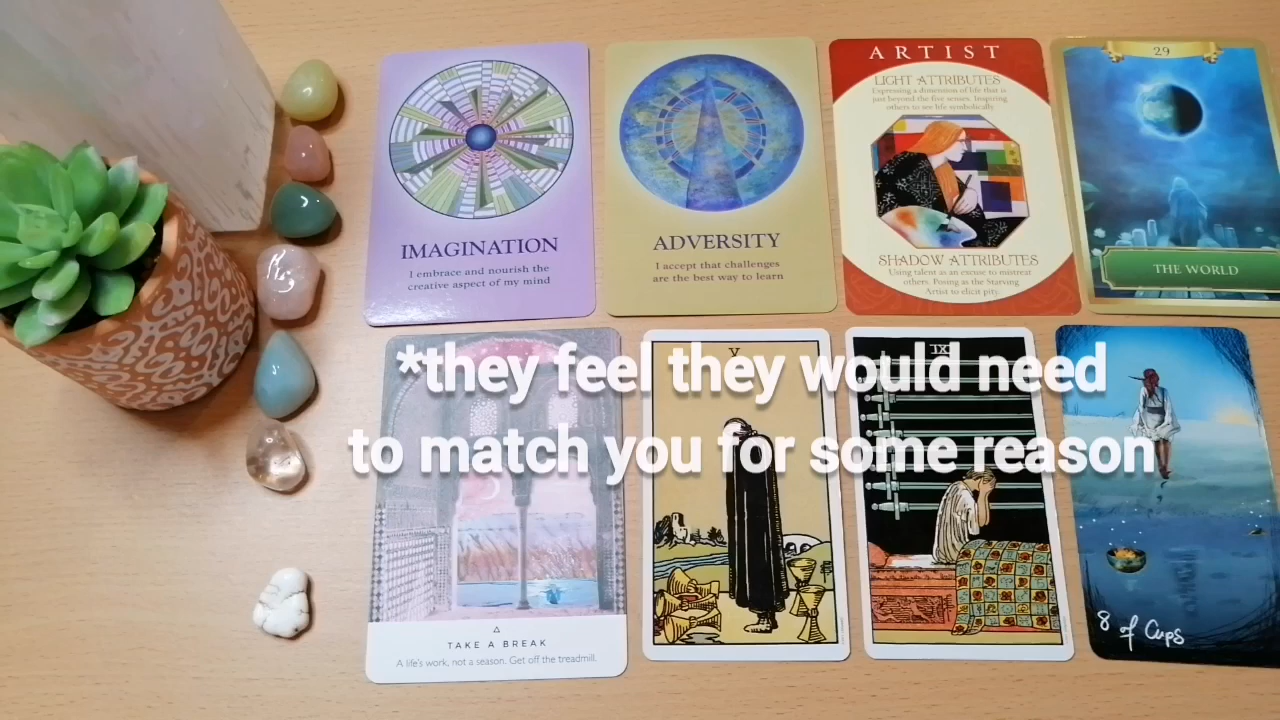 IMAGINATION
I embrace and nourish the
creative aspect of my mind
ADVERSITY
I accept that challenges
are the best way to learn
ARTIST
LIGHT ATTRIBUTES
Expressing a dimension of life that is
just beyond the five senses. Inspiring
others to see life symbolically.
SHADOW ATTRIBUTES
Using talent as an excuse to mistreat
others. Posing as the Starving
Artist to elicit pity.
29
THE WORLD
*they feel they would need
to match you for some reason
TAKE A BREAK
A life's work, not a season. Get off the treadmill.
V
IX
8 of Cups